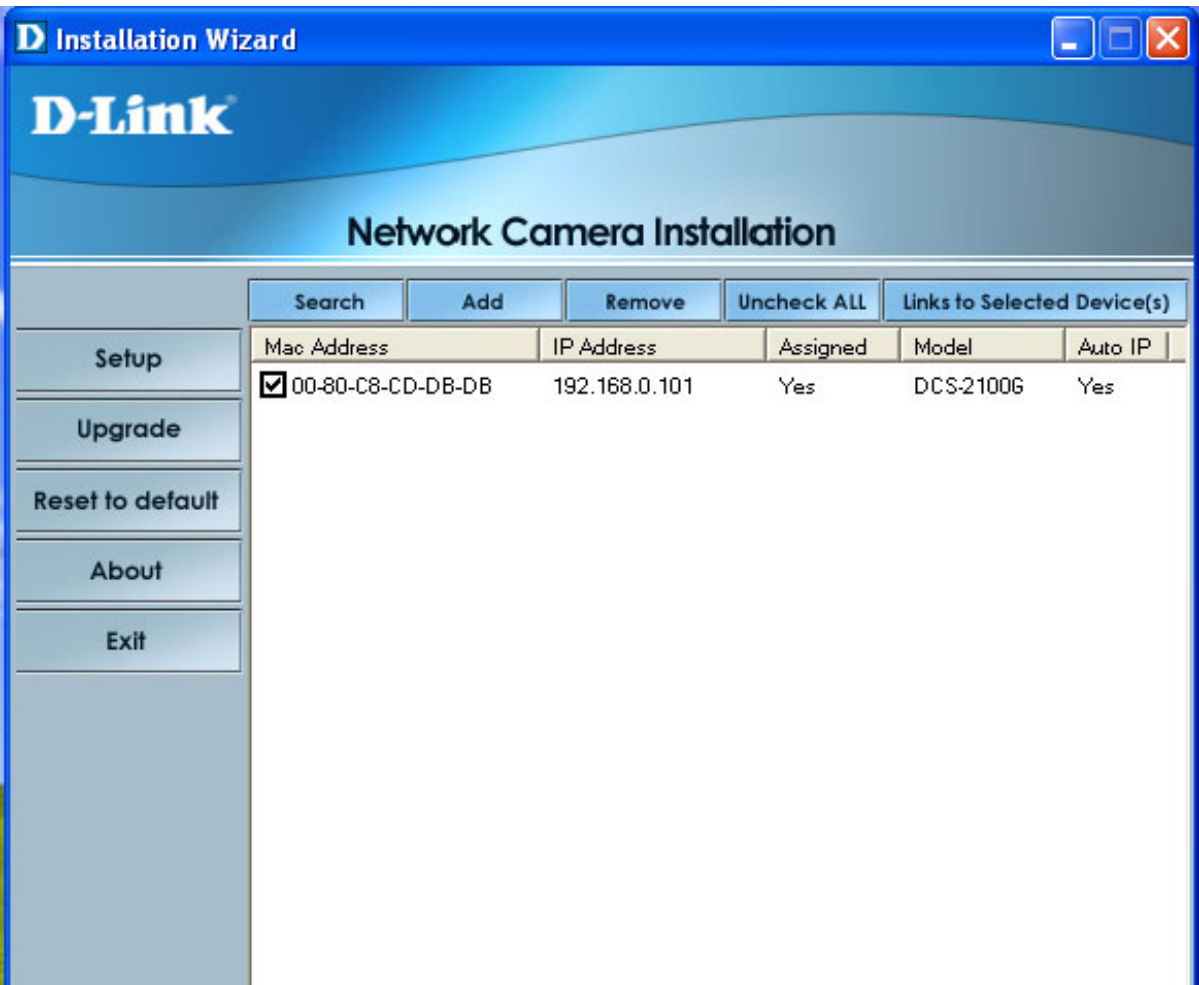 D Installation Wizard
D-Link
Network Camera Installation
Search Add Remove Uncheck ALL Links to Selected Device(s)
Mac Address IP Address Assigned Model Auto IP
00-80-C8-CD-DB-DB 192.168.0.101 Yes DCS-2100G Yes
Setup
Upgrade
Reset to default
About
Exit